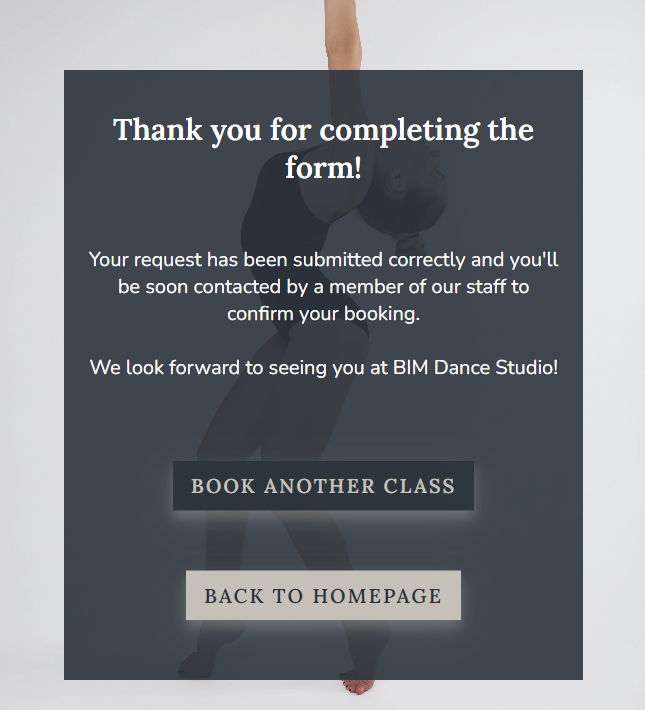 Thank you for completing the
form!
Your request has been submitted correctly and you'll
be soon contacted by a member of our staff to
confirm your booking.
We look forward to seeing you at BIM Dance Studio!
BOOK ANOTHER CLASS
BACK TO HOMEPAGE